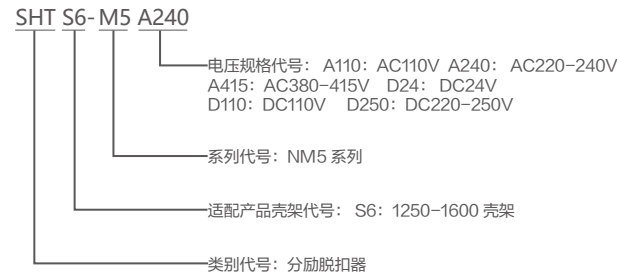 SHT S6-M5 A240
电压规格代号： A110：AC110V A240： AC220-240V
A415：AC380-415V D24： DC24V
D110：DC110V D250：DC220-250V
系列代号：NM5 系列
适配产品壳架代号： S6：1250-1600 壳架
类别代号：分励脱扣器